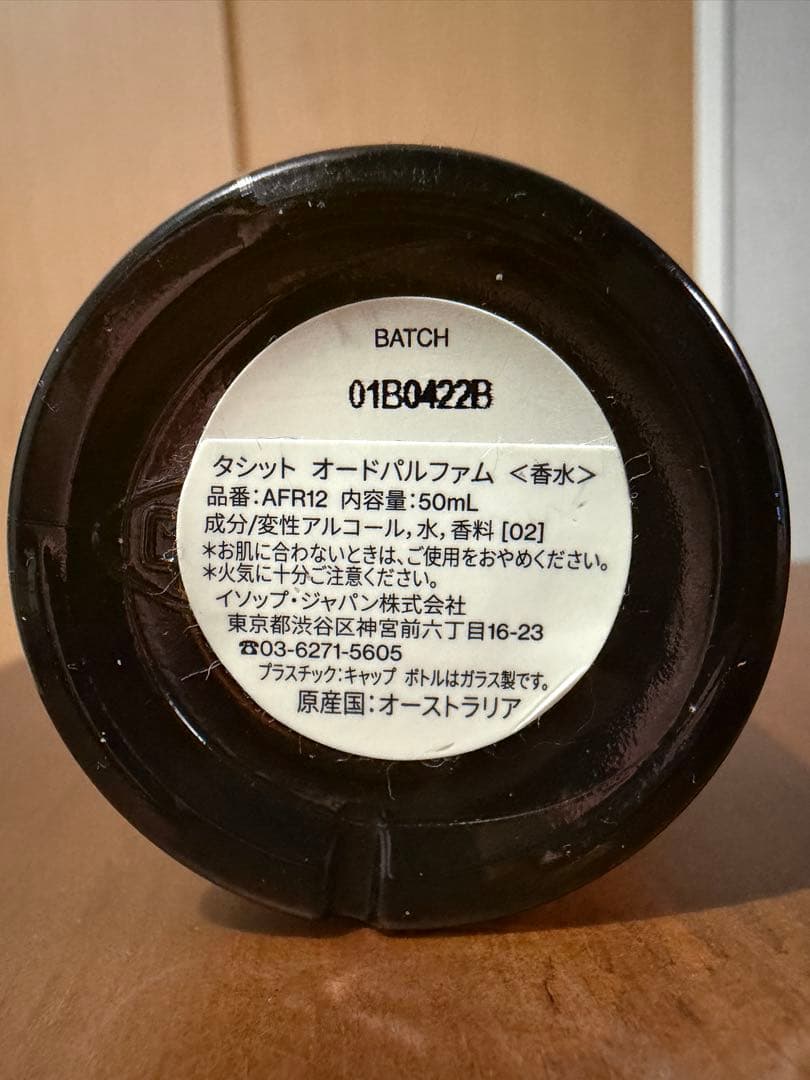 BATCH
01B0422B
タシット オードパルファム <香水>
品番:AFR12 内容量:50mL
成分/変性アルコール,水,香料 [02]
*お肌に合わないときは、ご使用をおやめください。
*火気に十分ご注意ください。
イソップ・ジャパン株式会社
東京都渋谷区神宮前六丁目16-23
☎03-6271-5605
プラスチック:キャップ ボトルはガラス製です。
原産国:オーストラリア